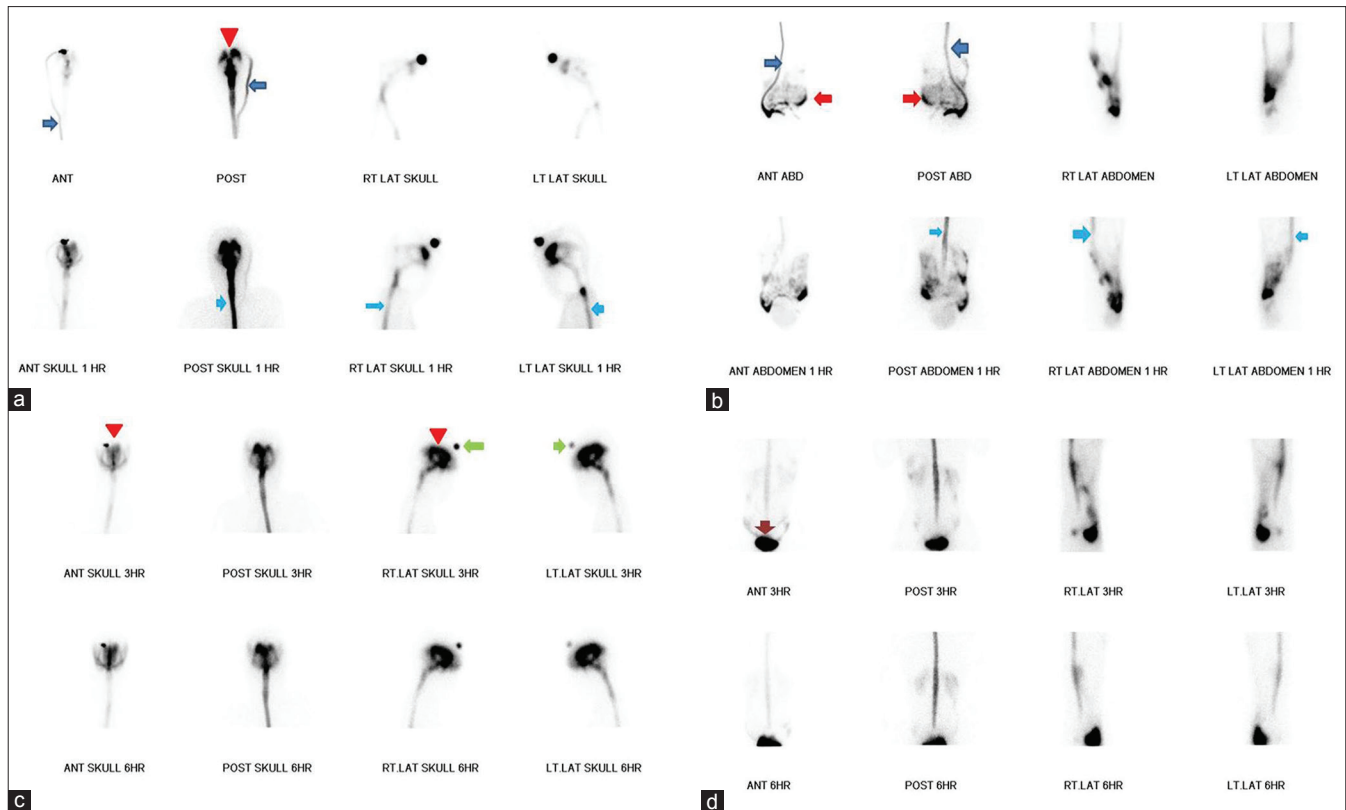 ANT POST RT LAT SKULL LT LAT SKULL
ANT SKULL 1 HR POST SKULL 1 HR RT LAT SKULL 1 HR LT LAT SKULL 1 HR
a
ANT ABD POST ABD RT LAT ABDOMEN LT LAT ABDOMEN
ANT ABDOMEN 1 HR POST ABDOMEN 1 HR RT LAT ABDOMEN 1 HR LT LAT ABDOMEN 1 HR
b
ANT SKULL 3HR POST SKULL 3HR RT.LAT SKULL 3HR LT.LAT SKULL 3HR
ANT SKULL 6HR POST SKULL 6HR RT.LAT SKULL 6HR LT.LAT SKULL 6HR
c
ANT 3HR POST 3HR RT.LAT 3HR LT.LAT 3HR
ANT 6HR POST 6HR RT.LAT 6HR LT.LAT 6HR
d